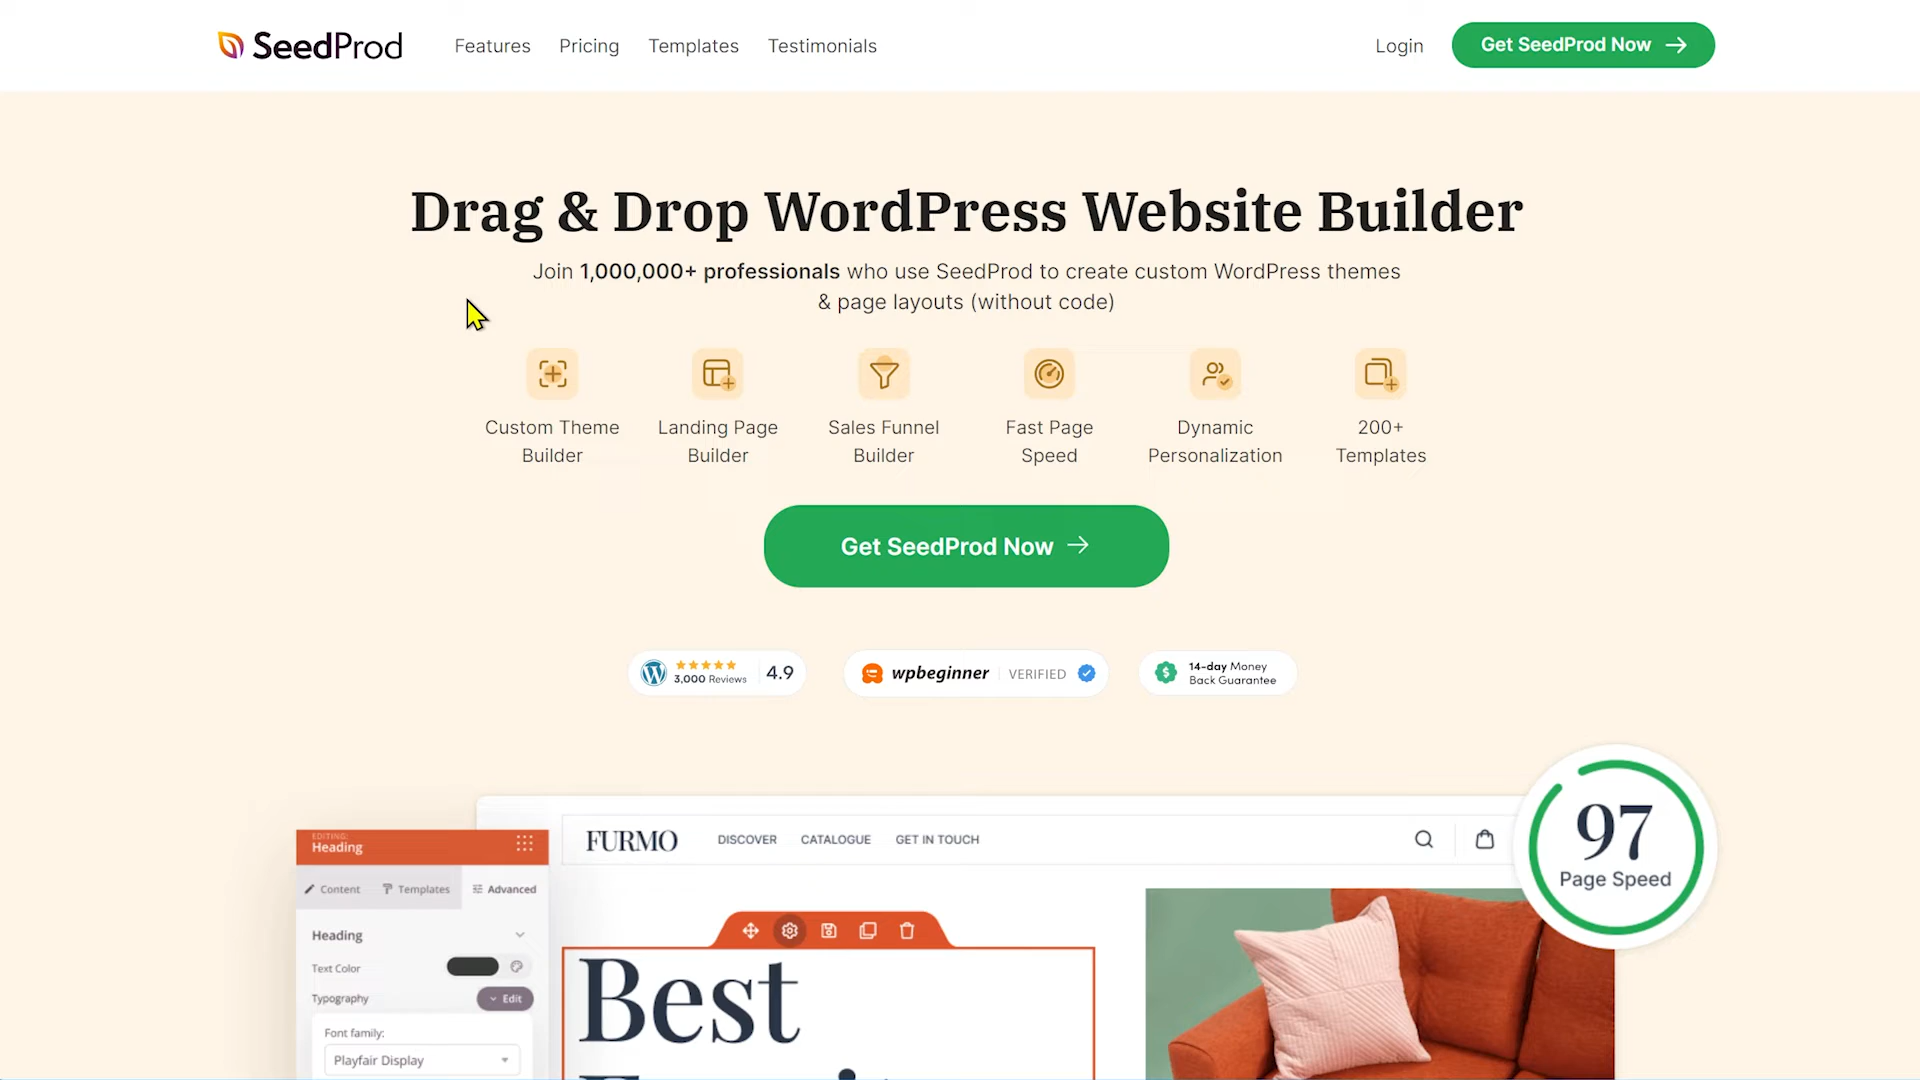 SeedProd
Features Pricing Templates Testimonials
Login
Get SeedProd Now
Drag & Drop WordPress Website Builder
Join 1,000,000+ professionals who use SeedProd to create custom WordPress themes
& page layouts (without code)
Custom Theme
Builder
Landing Page
Builder
Sales Funnel
Builder
Fast Page
Speed
Dynamic
Personalization
200+
Templates
Get SeedProd Now
3,000 Reviews
4.9
wpbeginner VERIFIED
14-day Money
Back Guarantee
97
Page Speed
FURMO DISCOVER CATALOGUE GET IN TOUCH
EDITING:
Heading
Content Templates Advanced
Heading
Text Color
Typography Edit
Font family:
Playfair Display
Best